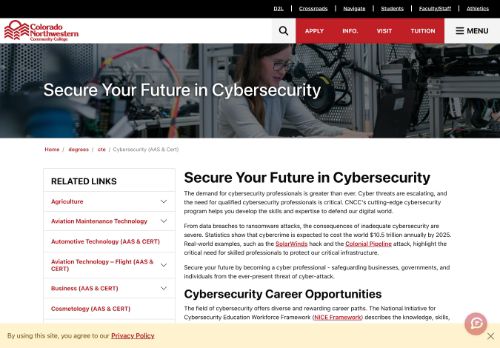 D2L Crossroads Navigate Students Faculty/Staff Athletics
Colorado
Northwestern
Community College
APPLY INFO. VISIT TUITION MENU
Secure Your Future in Cybersecurity
Home / degrees / cte / Cybersecurity (AAS & Cert)
RELATED LINKS
Agriculture
Aviation Maintenance Technology
Automotive Technology (AAS & CERT)
Aviation Technology – Flight (AAS &
CERT)
Business (AAS & CERT)
Cosmetology (AAS & CERT)
Secure Your Future in Cybersecurity
The demand for cybersecurity professionals is greater than ever. Cyber threats are escalating, and
the need for qualified cybersecurity professionals is critical. CNCC's cutting-edge cybersecurity
program helps you develop the skills and expertise to defend our digital world.
From data breaches to ransomware attacks, the consequences of inadequate cybersecurity are
severe. Statistics show that cybercrime is expected to cost the world $10.5 trillion annually by 2025.
Real-world examples, such as the SolarWinds hack and the Colonial Pipeline attack, highlight the
critical need for skilled professionals to protect our critical infrastructure.
Secure your future by becoming a cyber professional - safeguarding businesses, governments, and
individuals from the ever-present threat of cyber-attack.
Cybersecurity Career Opportunities
The field of cybersecurity offers diverse and rewarding career paths. The National Initiative for
Cybersecurity Education Workforce Framework (NICE Framework) describes the knowledge, skills,
By using this site, you agree to our Privacy Policy